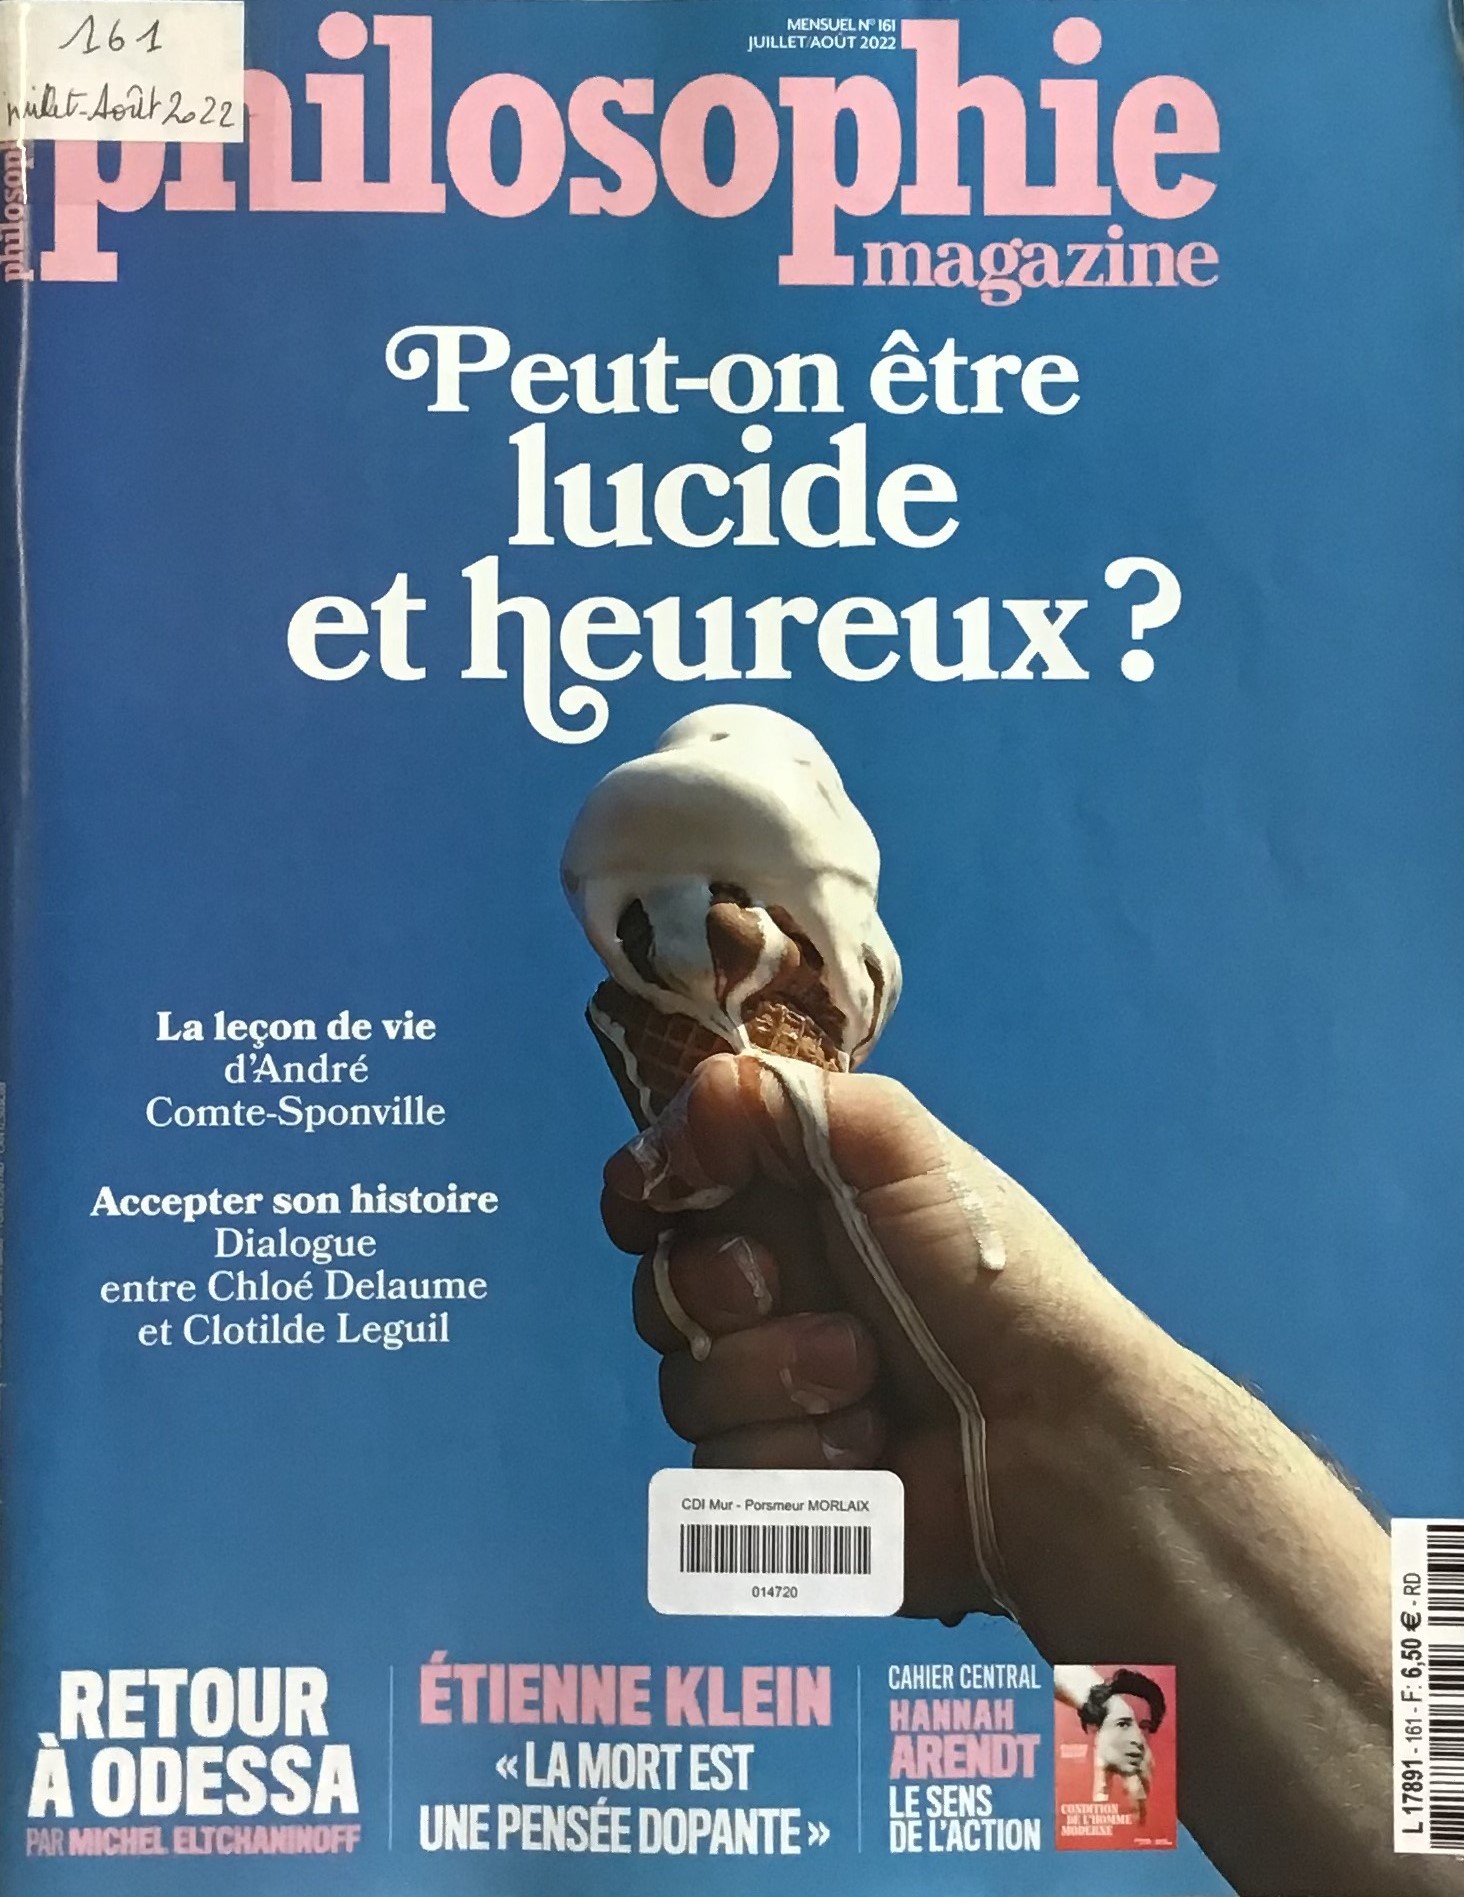 161
juillet-Août 2022
MENSUEL N° 161
JUILLET/AOÛT 2022
philosophie
magazine
Peut-on être
lucide
et heureux ?
La leçon de vie
d'André
Comte-Sponville
Accepter son histoire
Dialogue
entre Chloé Delaume
et Clotilde Leguil
CDI Mur - Porsmeur MORLAIX
014720
RETOUR
À ODESSA
PAR MICHEL ELTCHANINOFF
ÉTIENNE KLEIN
« LA MORT EST
UNE PENSÉE DOPANTE »
CAHIER CENTRAL
HANNAH
ARENDT
LE SENS
DE L'ACTION
CONDITION
DE L'HOMME
MODERNE
L 17891 - 161 - F: 6,50 € - RD